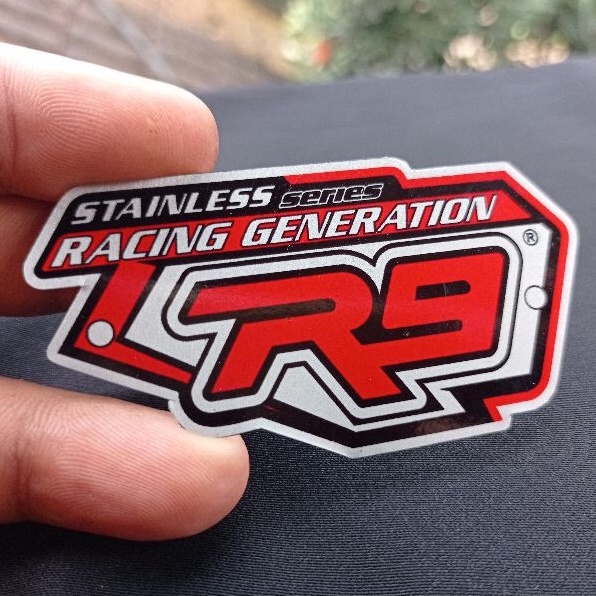 STAINLESS series
RACING GENERATION
®
R9